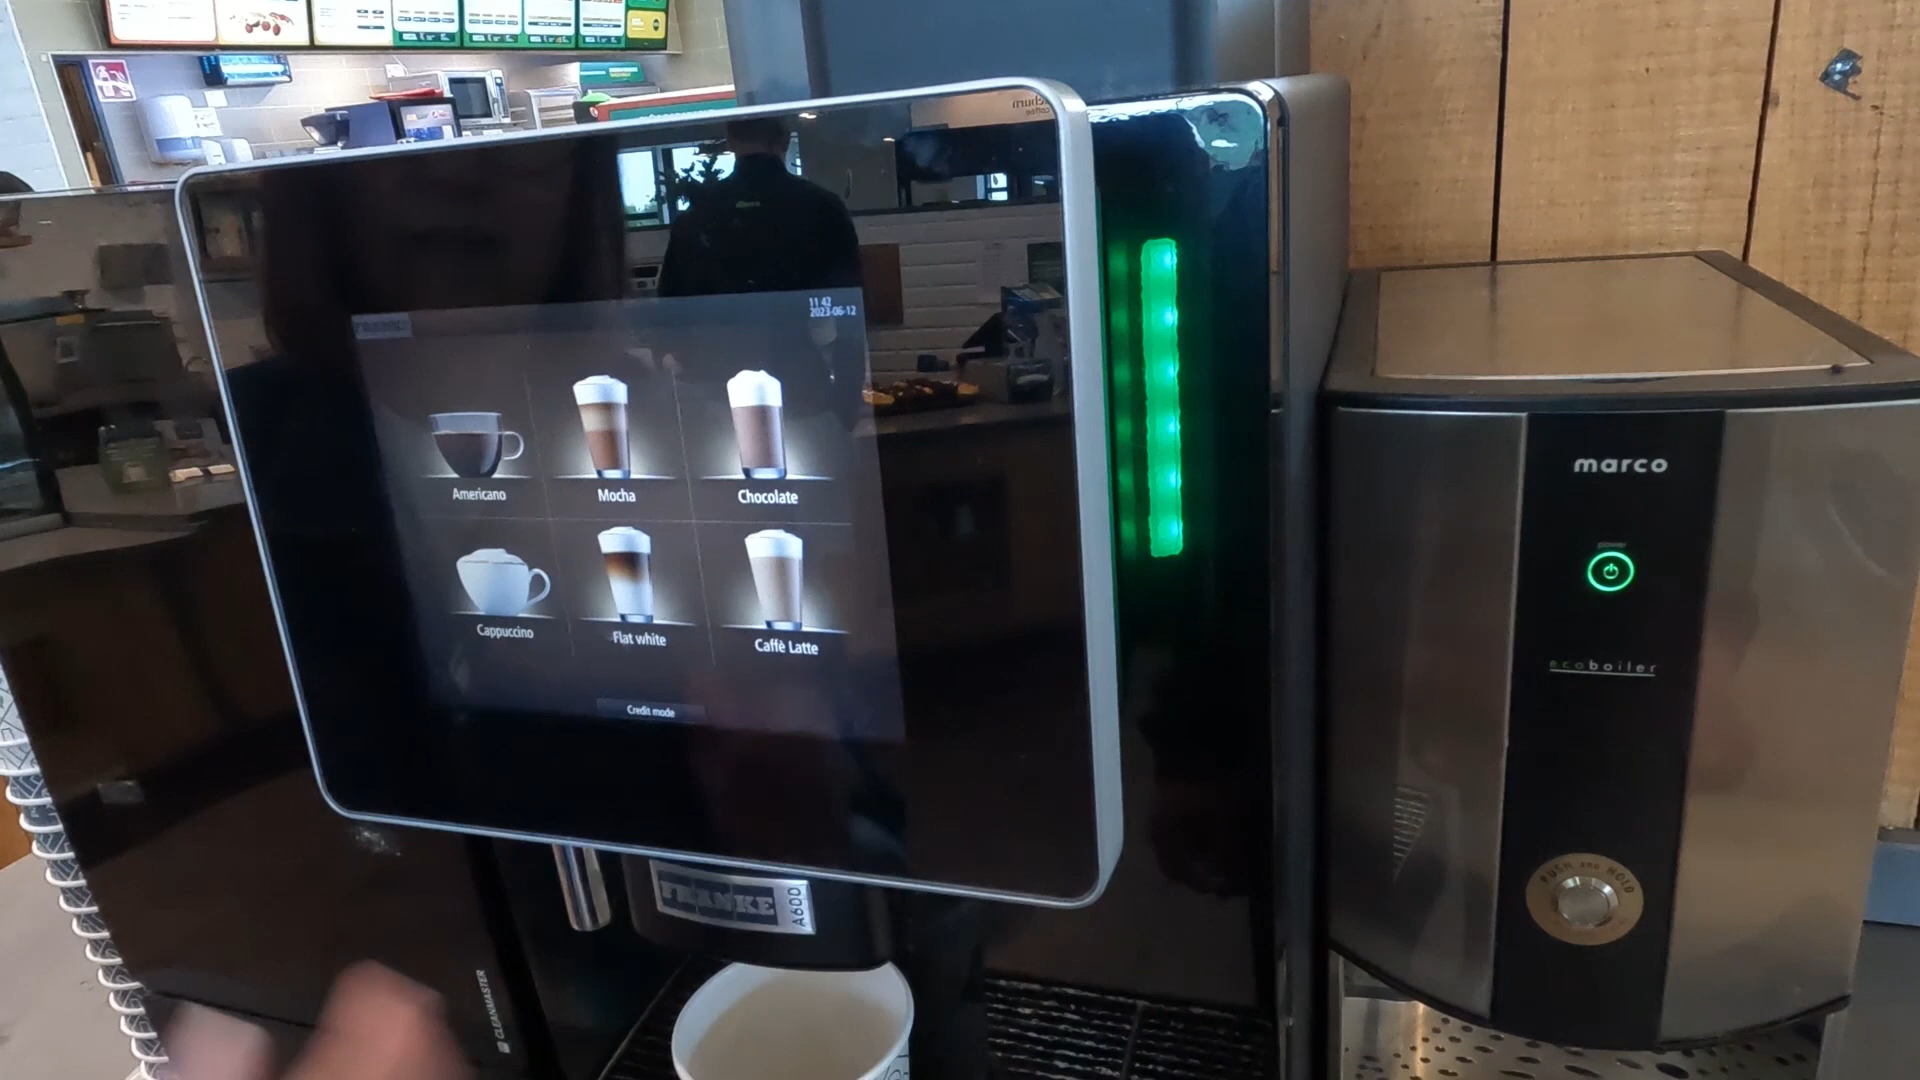 11 42
2023-06-12
FRANKE
Americano
Mocha
Chocolate
Cappuccino
Flat white
Caffè Latte
Credit mode
FRANKE
A600
CLEANMASTER
marco
power
ecoboiler
PUSH AND HOLD